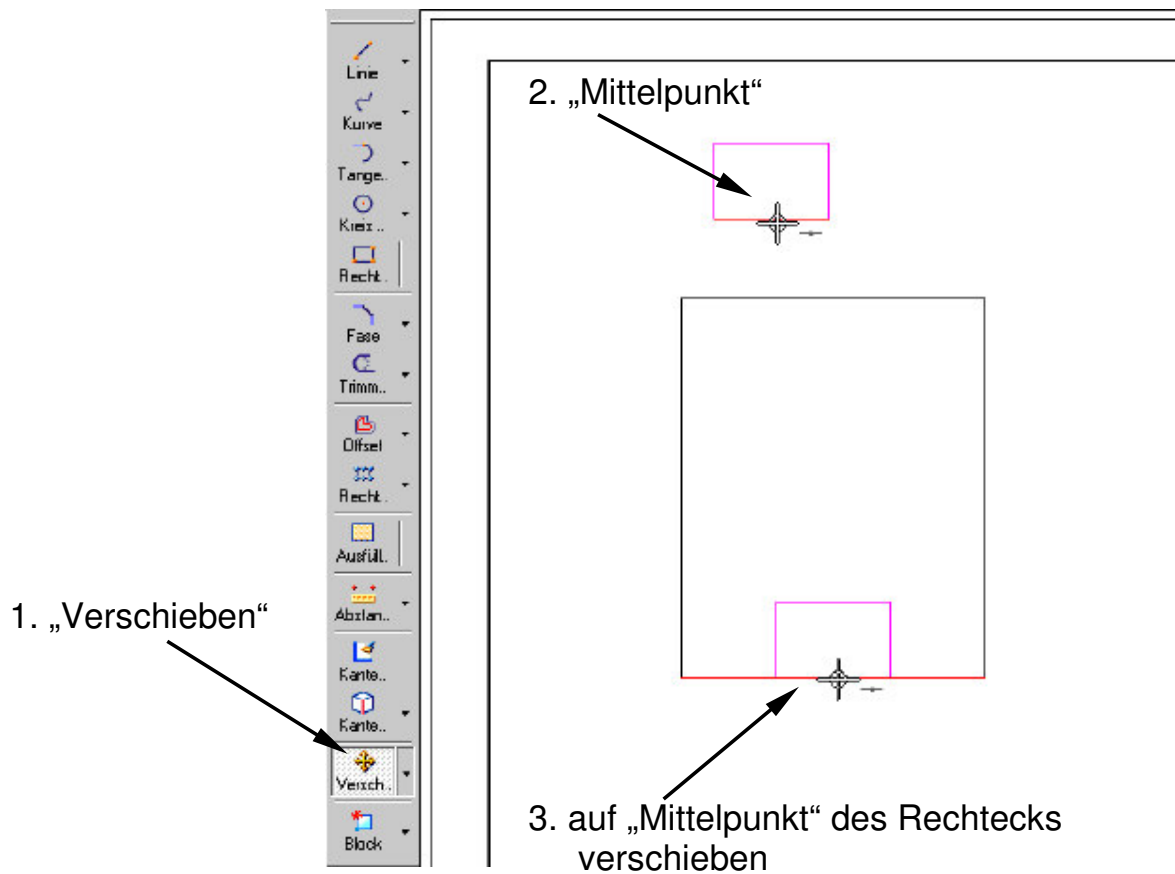 Linie
Kurve
Tange..
Kreis ..
Recht..
Fase
Trimm..
Offset
Recht..
Ausfüll..
Abstan..
Kante..
Kante..
Versch..
Block
2. „Mittelpunkt“
1. „Verschieben“
3. auf „Mittelpunkt“ des Rechtecks
verschieben